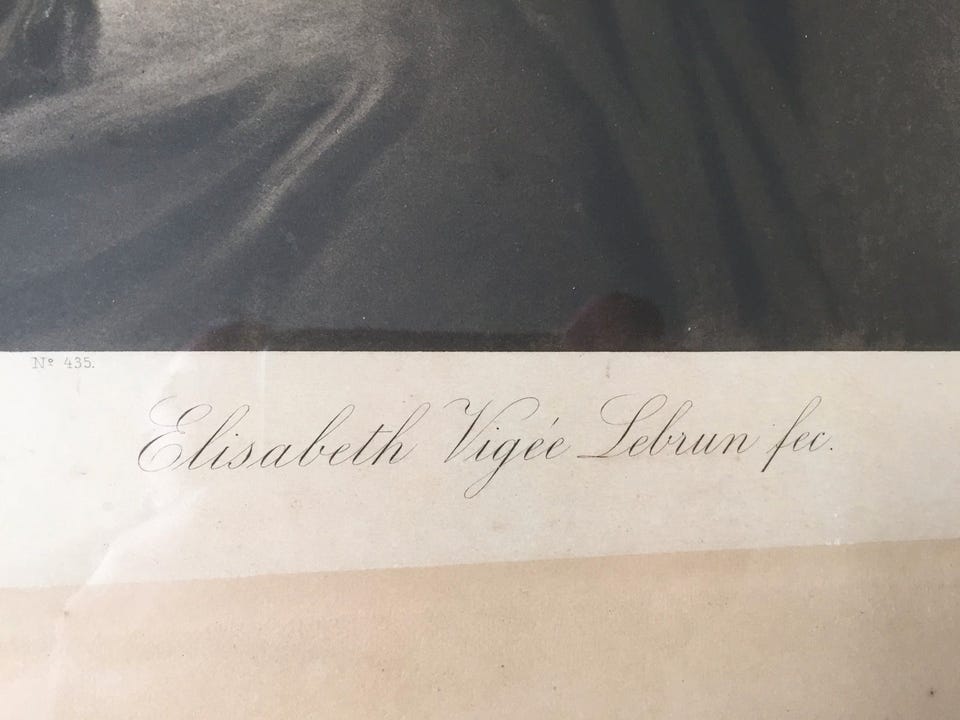 Nº 435.
Elisabeth Vigée Lebrun fec.